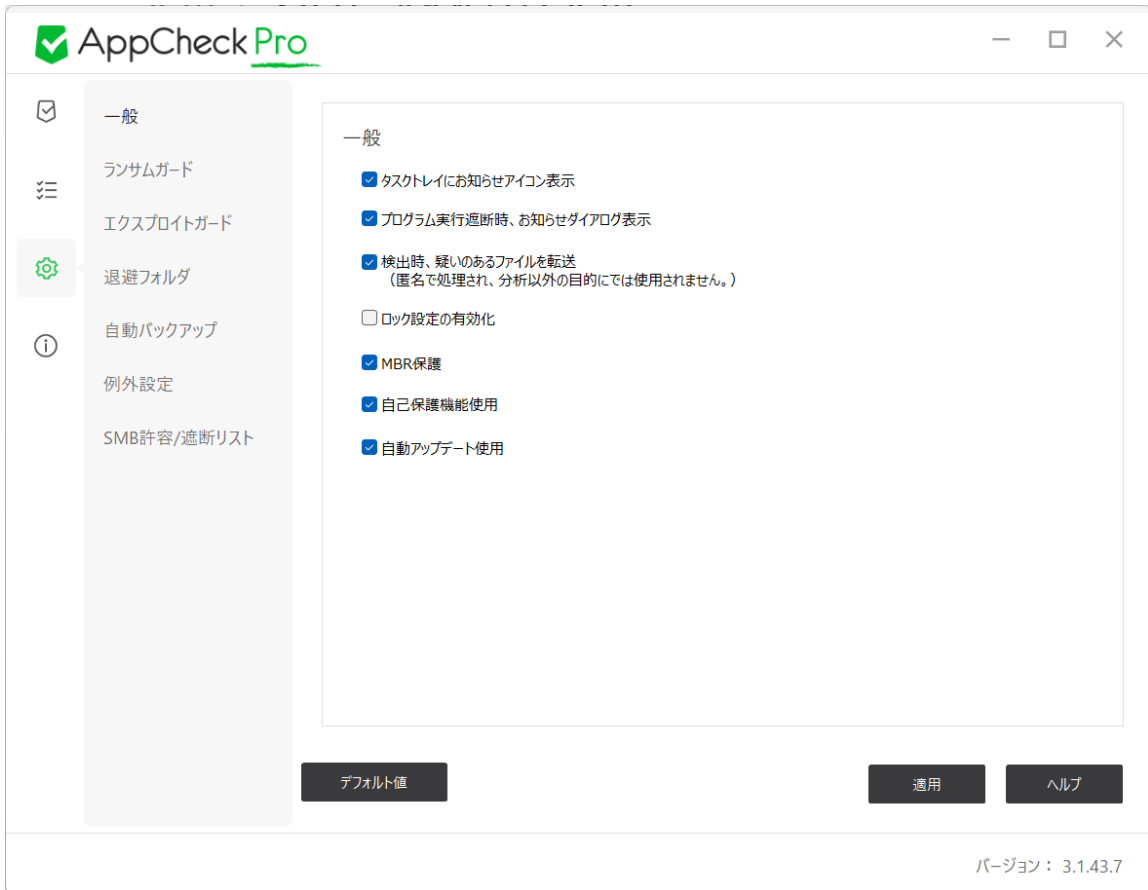 AppCheck Pro
一般
ランサムガード
エクスプロイトガード
退避フォルダ
自動バックアップ
例外設定
SMB許容/遮断リスト
一般
タスクトレイにお知らせアイコン表示
プログラム実行遮断時、お知らせダイアログ表示
検出時、疑いのあるファイルを転送
（匿名で処理され、分析以外の目的にでは使用されません。）
ロック設定の有効化
MBR保護
自己保護機能使用
自動アップデート使用
デフォルト値
適用
ヘルプ
バージョン： 3.1.43.7